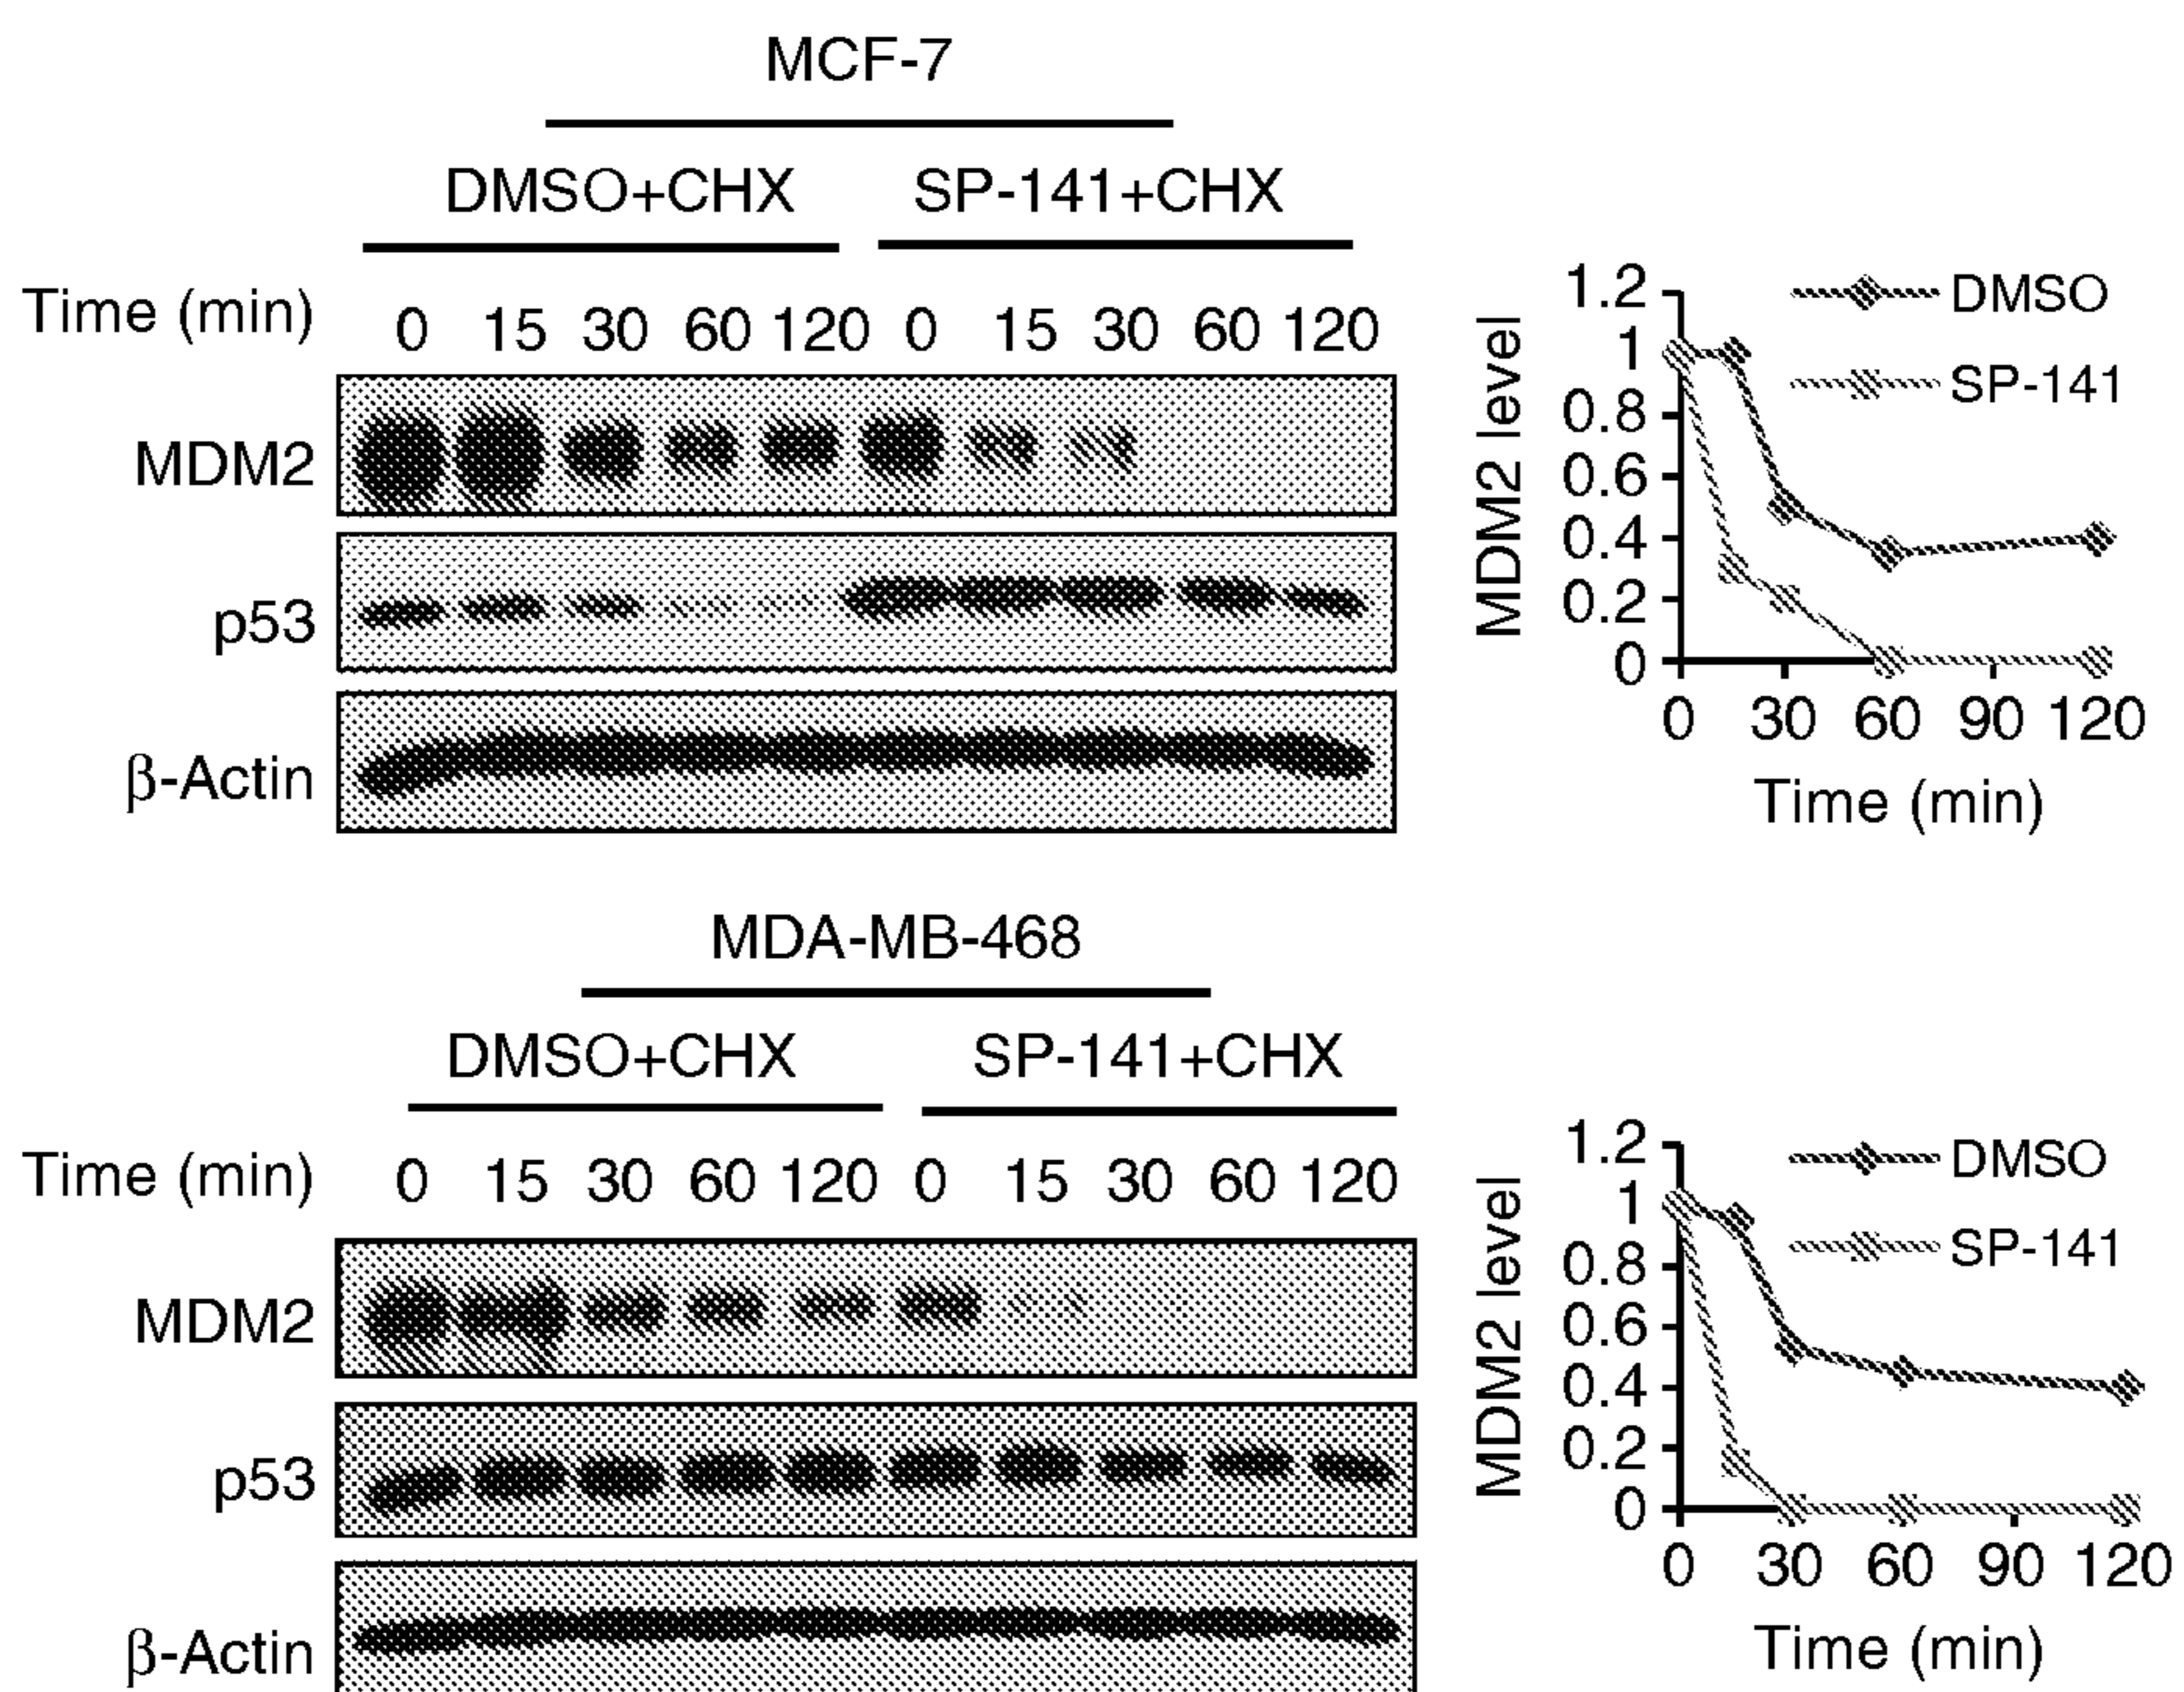 MCF-7
DMSO+CHX SP-141+CHX
Time (min) 0 15 30 60 120 0 15 30 60 120
MDM2
p53
β-Actin
MDM2 level
1.2
1
0.8
0.6
0.4
0.2
0
DMSO
SP-141
0 30 60 90 120
Time (min)
MDA-MB-468
DMSO+CHX SP-141+CHX
Time (min) 0 15 30 60 120 0 15 30 60 120
MDM2
p53
β-Actin
MDM2 level
1.2
1
0.8
0.6
0.4
0.2
0
DMSO
SP-141
0 30 60 90 120
Time (min)